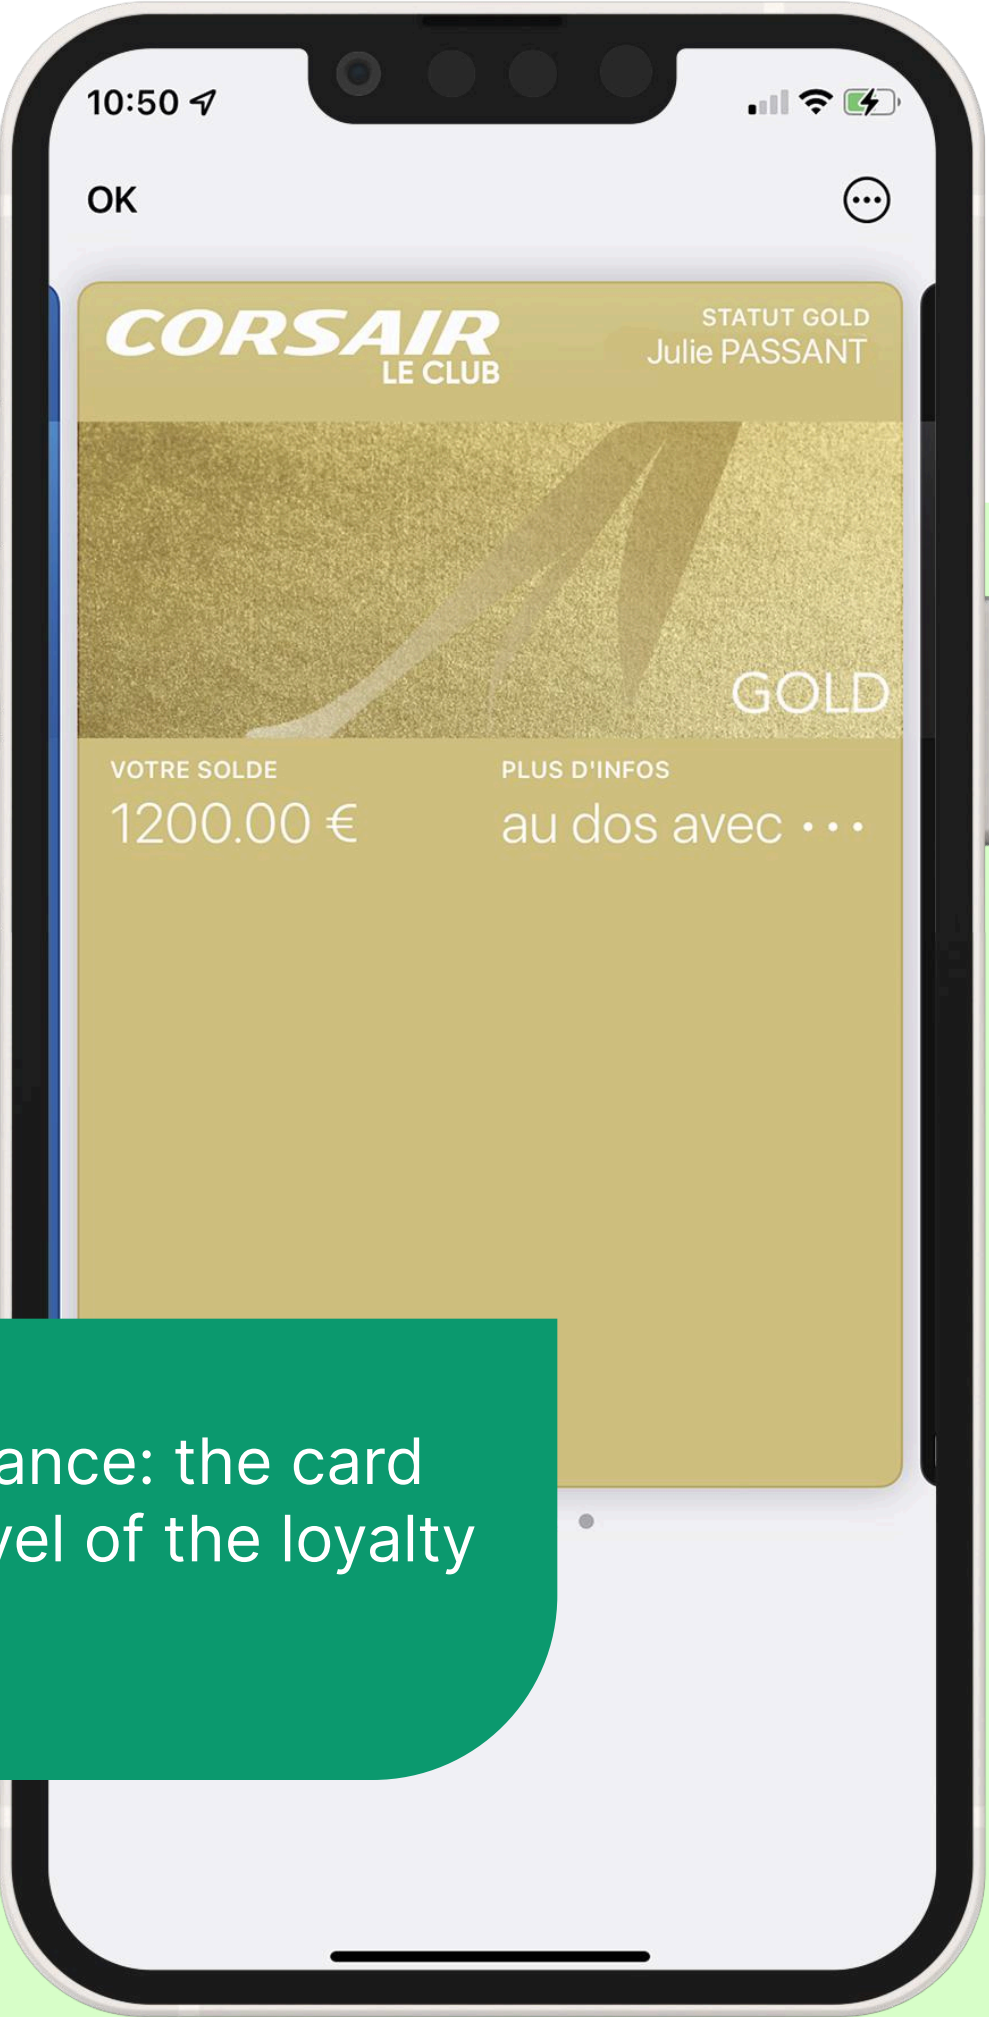 10:50
OK
CORSAIR
LE CLUB
STATUT GOLD
Julie PASSANT
GOLD
VOTRE SOLDE
1200.00 €
PLUS D'INFOS
au dos avec • • •
ance: the card
vel of the loyalty